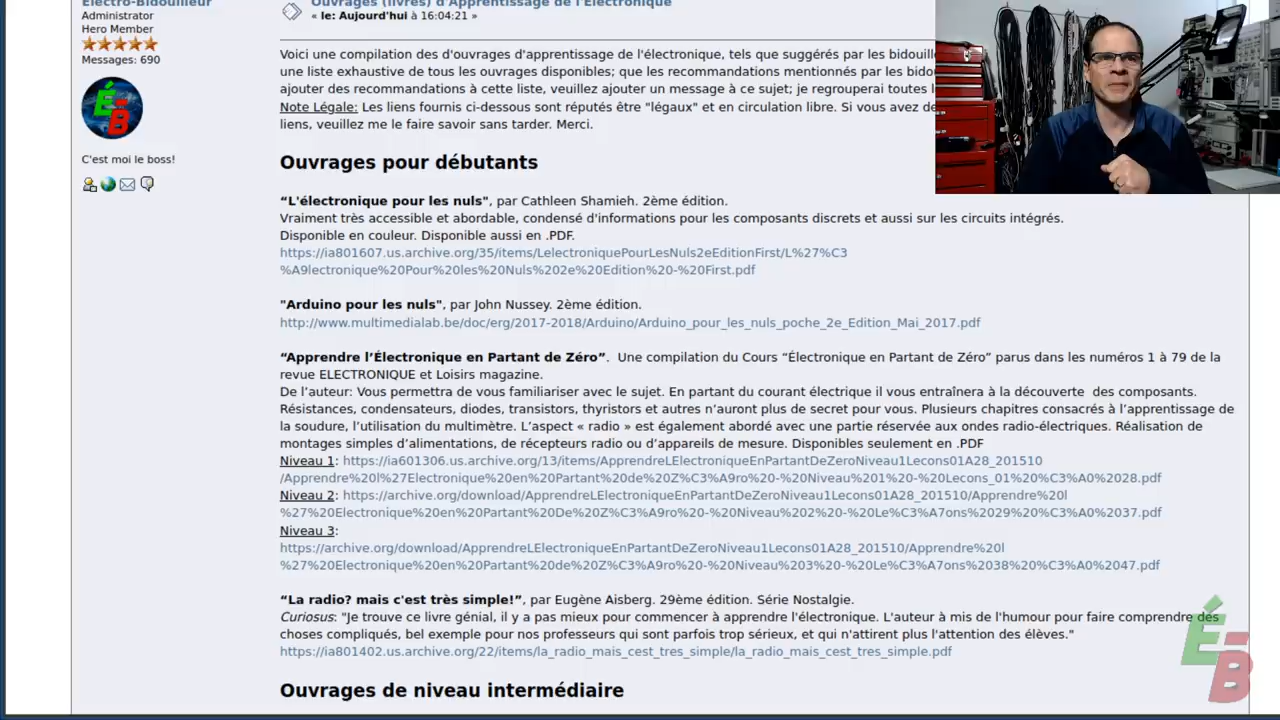 Electro-Bidouilleur
Administrator
Hero Member
Messages: 690
ÉB
C'est moi le boss!
Ouvrages (livres) d'Apprentissage de l'Électronique
« le: Aujourd'hui à 16:04:21 »
Voici une compilation des d'ouvrages d'apprentissage de l'électronique, tels que suggérés par les
une liste exhaustive de tous les ouvrages disponibles; que les recommandations mentionnés par les
ajouter des recommandations à cette liste, veuillez ajouter un message à ce sujet; je regrouperai toutes
Note Légale: Les liens fournis ci-dessous sont réputés être "légaux" et en circulation libre. Si vous avez
liens, veuillez me le faire savoir sans tarder. Merci.
Ouvrages pour débutants
“L'électronique pour les nuls", par Cathleen Shamieh. 2ème édition.
Vraiment très accessible et abordable, condensé d'informations pour les composants discrets et aussi sur les circuits intégrés.
Disponible en couleur. Disponible aussi en .PDF.
https://ia801607.us.archive.org/35/items/LelectroniquePourLesNuls2eEditionFirst/L%27%C3
%A9lectronique%20Pour%20les%20Nuls%202e%20Edition%20-%20First.pdf
"Arduino pour les nuls", par John Nussey. 2ème édition.
http://www.multimedialab.be/doc/erg/2017-2018/Arduino/Arduino_pour_les_nuls_poche_2e_Edition_Mai_2017.pdf
“Apprendre l’Électronique en Partant de Zéro”.  Une compilation du Cours “Électronique en Partant de Zéro” parus dans les numéros 1 à 79 de la
revue ELECTRONIQUE et Loisirs magazine.
De l’auteur: Vous permettra de vous familiariser avec le sujet. En partant du courant électrique il vous entraînera à la découverte  des composants.
Résistances, condensateurs, diodes, transistors, thyristors et autres n’auront plus de secret pour vous. Plusieurs chapitres consacrés à l’apprentissage de
la soudure, l’utilisation du multimètre. L’aspect « radio » est également abordé avec une partie réservée aux ondes radio-électriques. Réalisation de
montages simples d’alimentations, de récepteurs radio ou d’appareils de mesure. Disponibles seulement en .PDF
Niveau 1: https://ia601306.us.archive.org/13/items/ApprendreLElectroniqueEnPartantDeZeroNiveau1Lecons01A28_201510
/Apprendre%20l%27Electronique%20en%20Partant%20de%20Z%C3%A9ro%20-%20Niveau%201%20-%20Lecons_01%20%C3%A0%2028.pdf
Niveau 2: https://archive.org/download/ApprendreLElectroniqueEnPartantDeZeroNiveau1Lecons01A28_201510/Apprendre%20l
%27%20Electronique%20en%20Partant%20De%20Z%C3%A9ro%20-%20Niveau%202%20-%20Le%C3%A7ons%2029%20%C3%A0%2037.pdf
Niveau 3:
https://archive.org/download/ApprendreLElectroniqueEnPartantDeZeroNiveau1Lecons01A28_201510/Apprendre%20l
%27%20Electronique%20en%20Partant%20de%20Z%C3%A9ro%20-%20Niveau%203%20-%20Le%C3%A7ons%2038%20%C3%A0%2047.pdf
“La radio? mais c'est très simple!”, par Eugène Aisberg. 29ème édition. Série Nostalgie.
Curiosus: "Je trouve ce livre génial, il y a pas mieux pour commencer à apprendre l'électronique. L'auteur à mis de l'humour pour faire comprendre des
choses compliqués, bel exemple pour nos professeurs qui sont parfois trop sérieux, et qui n'attirent plus l'attention des élèves."
https://ia801402.us.archive.org/22/items/la_radio_mais_cest_tres_simple/la_radio_mais_cest_tres_simple.pdf
Ouvrages de niveau intermédiaire
ÉB